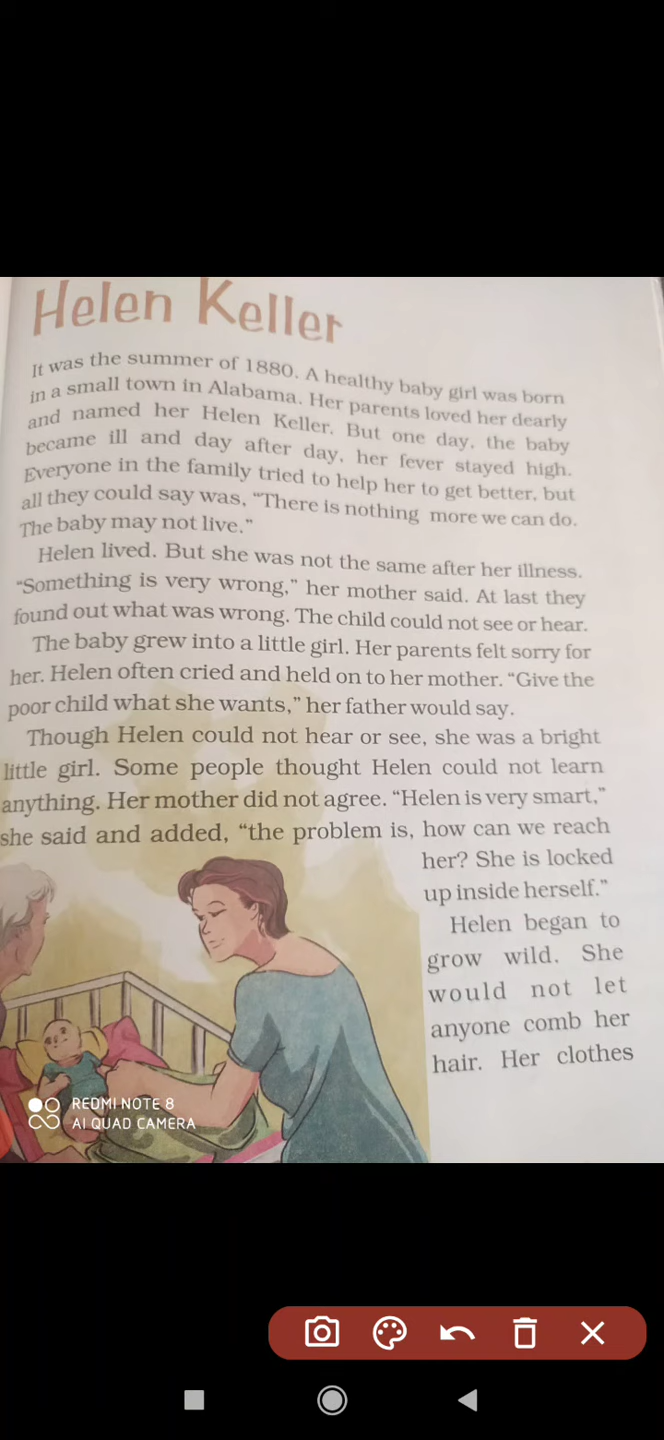 Helen Keller
It was the summer of 1880. A healthy baby girl was born
in a small town in Alabama. Her parents loved her dearly
and named her Helen Keller. But one day, the baby
became ill and day after day, her fever stayed high.
Everyone in the family tried to help her to get better, but
all they could say was, “There is nothing more we can do.
The baby may not live.”
Helen lived. But she was not the same after her illness.
“Something is very wrong,” her mother said. At last they
found out what was wrong. The child could not see or hear.
The baby grew into a little girl. Her parents felt sorry for
her. Helen often cried and held on to her mother. “Give the
poor child what she wants,” her father would say.
Though Helen could not hear or see, she was a bright
little girl. Some people thought Helen could not learn
anything. Her mother did not agree. “Helen is very smart,”
she said and added, “the problem is, how can we reach
her? She is locked
up inside herself.”
Helen began to
grow wild. She
would not let
anyone comb her
hair. Her clothes
REDMI NOTE 8
AI QUAD CAMERA